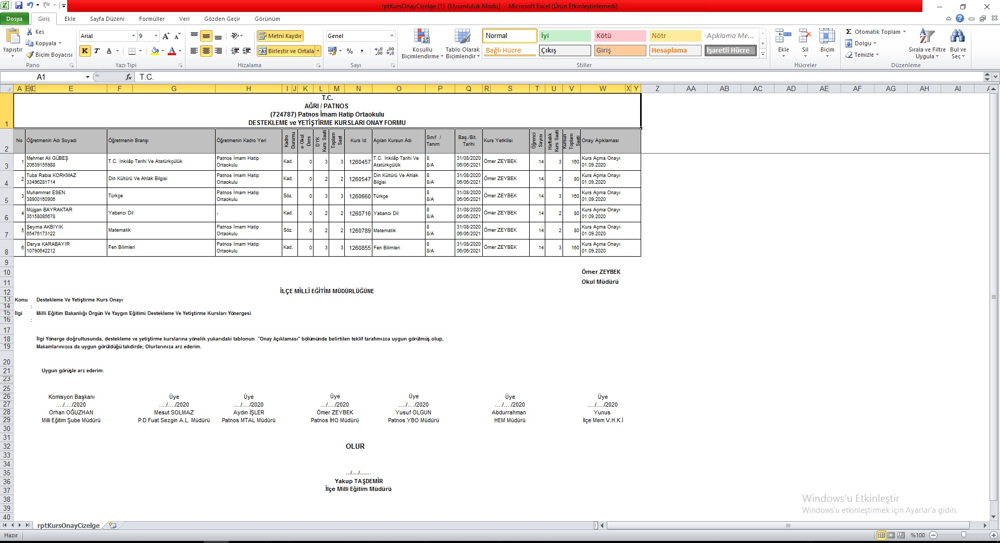 rptKursOnayCizelge (1) [Uyumluluk Modu] - Microsoft Excel (Ürün Etkinleştirilemedi)
Dosya Giriş Ekle Sayfa Düzeni Formüller Veri Gözden Geçir Görünüm
Yapıştır Kes Kopyala Biçim Boyacısı
Arial 9 K T A
Metni Kaydır Birleştir ve Ortala
Genel
Koşullu Biçimlendirme Tablo Olarak Biçimlendir
Normal İyi Kötü Nötr Açıklama Me...
Bağlı Hücre Çıkış Giriş Hesaplama İşaretli Hücre
Ekle Sil Biçim
Σ Otomatik Toplam Dolgu Temizle
Sırala ve Filtre Uygula Bul ve Seç
Pano Yazı Tipi Hizalama Sayı Stiller Hücreler Düzenleme
A1 fx T.C.
A B C D E F G H I J K L M N O P Q R S T U V W X Y Z AA AB AC AD AE AF AG AH AI
T.C.
AĞRI / PATNOS
(724787) Patnos İmam Hatip Ortaokulu
DESTEKLEME ve YETİŞTİRME KURSLARI ONAY FORMU
No Öğretmenin Adı Soyadı Öğretmenin Branşı Öğretmenin Kadro Yeri Kadro Durumu e-Okul Ders DYK Kurs Saati Toplam Saat Kurs Id Açılan Kursun Adı Sınıf / Tanım Baş./Bit. Tarihi Kurs Yetkilisi Öğrenci Sayısı Haftalık Kurs Saati Kursun Toplam Saati Onay Açıklaması
1 Mehmet Ali GÜBEŞ 20639155988 T.C. İnkılâp Tarihi Ve Atatürkçülük Patnos İmam Hatip Ortaokulu Kad. 0 3 3 1260457 T.C. İnkılâp Tarihi Ve Atatürkçülük 8 8/A 31/08/2020 06/06/2021 Ömer ZEYBEK 14 3 160 Kurs Açma Onayı 01.09.2020
2 Tuba Rabia KORKMAZ 33496281714 Din Kültürü Ve Ahlak Bilgisi Patnos İmam Hatip Ortaokulu Kad. 0 2 2 1260547 Din Kültürü Ve Ahlak Bilgisi 8 8/A 31/08/2020 06/06/2021 Ömer ZEYBEK 14 2 80 Kurs Açma Onayı 01.09.2020
3 Muhammet ESEN 38900160906 Türkçe Patnos İmam Hatip Ortaokulu Söz. 0 3 3 1260660 Türkçe 8 8/A 31/08/2020 06/06/2021 Ömer ZEYBEK 14 3 160 Kurs Açma Onayı 01.09.2020
4 Müjgan BAYRAKTAR 35158085678 Yabancı Dil - Kad. 0 2 2 1260716 Yabancı Dil 8 8/A 31/08/2020 06/06/2021 Ömer ZEYBEK 14 2 80 Kurs Açma Onayı 01.09.2020
5 Şeyma AKBIYIK 65476173122 Matematik Patnos İmam Hatip Ortaokulu Söz. 0 2 2 1260789 Matematik 8 8/A 31/08/2020 06/06/2021 Ömer ZEYBEK 14 2 80 Kurs Açma Onayı 01.09.2020
6 Derya KARABAYIR 10790642212 Fen Bilimleri Patnos İmam Hatip Ortaokulu Kad. 0 3 3 1260855 Fen Bilimleri 8 8/A 31/08/2020 06/06/2021 Ömer ZEYBEK 14 3 160 Kurs Açma Onayı 01.09.2020
Ömer ZEYBEK
Okul Müdürü
İLÇE MİLLİ EĞİTİM MÜDÜRLÜĞÜNE
Konu : Destekleme Ve Yetiştirme Kurs Onayı
İlgi : Milli Eğitim Bakanlığı Örgün Ve Yaygın Eğitimi Destekleme Ve Yetiştirme Kursları Yönergesi
İlgi Yönerge doğrultusunda, destekleme ve yetiştirme kurslarına yönelik yukarıdaki tablonun "Onay Açıklaması" bölümünde belirtilen teklif tarafımızca uygun görülmüş olup,
Makamlarınızca da uygun görüldüğü takdirde; Olurlarınıza arz ederim.
Uygun görüşle arz ederim.
Komisyon Başkanı Üye Üye Üye Üye Üye Üye
..../..../2020 ..../..../2020 ..../..../2020 .../..../2020 ..../..../2020 ..../..../2020 ..../..../2020
Orhan OĞUZHAN Mesut SOLMAZ Aydın İŞLER Ömer ZEYBEK Yusuf OLGUN Abdurrahman Yunus
Milli Eğitim Şube Müdürü P.D.Fuat Sezgin A.L. Müdürü Patnos MTAL Müdürü Patnos İHO Müdürü Patnos YBO Müdürü HEM Müdürü İlçe Mem V.H.K.İ
OLUR
.../..../.......
Yakup TAŞDEMİR
İlçe Milli Eğitim Müdürü
Windows'u Etkinleştir
Windows'u etkinleştirmek için Ayarlar'a gidin.
rptKursOnayCizelge
Hazır %100